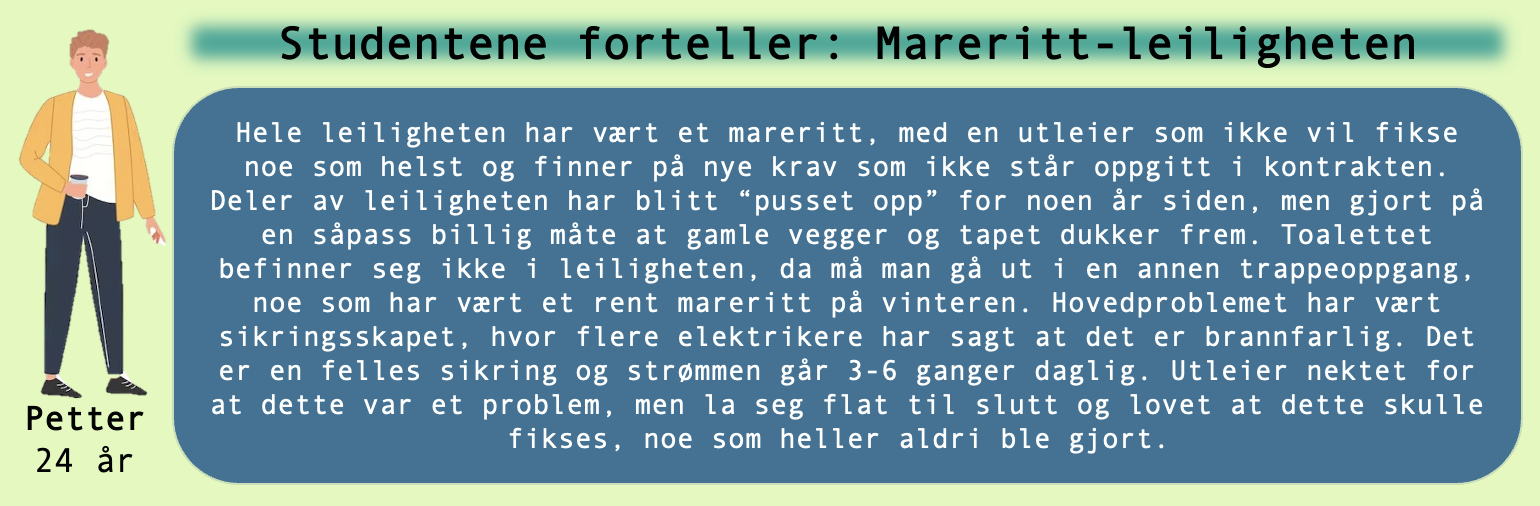 Studentene forteller: Mareritt-leiligheten
Hele leiligheten har vært et mareritt, med en utleier som ikke vil fikse
noe som helst og finner på nye krav som ikke står oppgitt i kontrakten.
Deler av leiligheten har blitt “pusset opp” for noen år siden, men gjort på
en såpass billig måte at gamle vegger og tapet dukker frem. Toalettet
befinner seg ikke i leiligheten, da må man gå ut i en annen trappeoppgang,
noe som har vært et rent mareritt på vinteren. Hovedproblemet har vært
sikringsskapet, hvor flere elektrikere har sagt at det er brannfarlig. Det
er en felles sikring og strømmen går 3-6 ganger daglig. Utleier nektet for
at dette var et problem, men la seg flat til slutt og lovet at dette skulle
fikses, noe som heller aldri ble gjort.
Petter
24 år